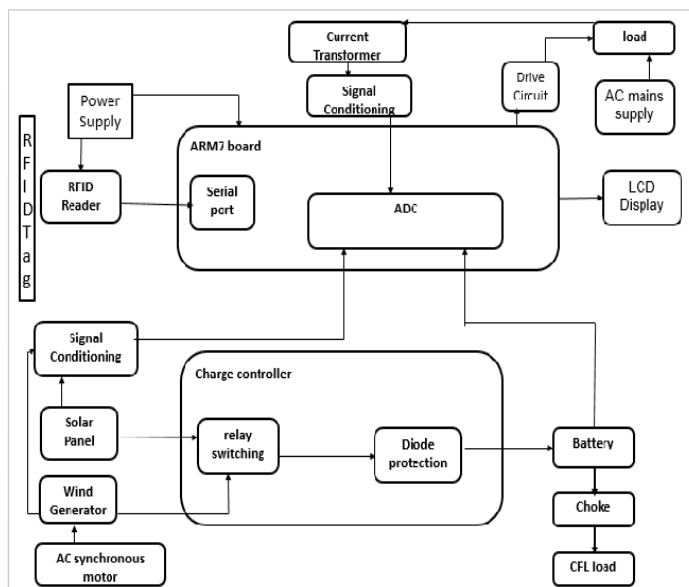 Current
Transformer
load
Signal
Conditioning
Drive
Circuit
AC mains
supply
Power
Supply
RFIDTag
ARM7 board
RFID
Reader
Serial
port
ADC
LCD
Display
Signal
Conditioning
Charge controller
Solar
Panel
relay
switching
Diode
protection
Battery
Wind
Generator
Choke
AC synchronous
motor
CFL load